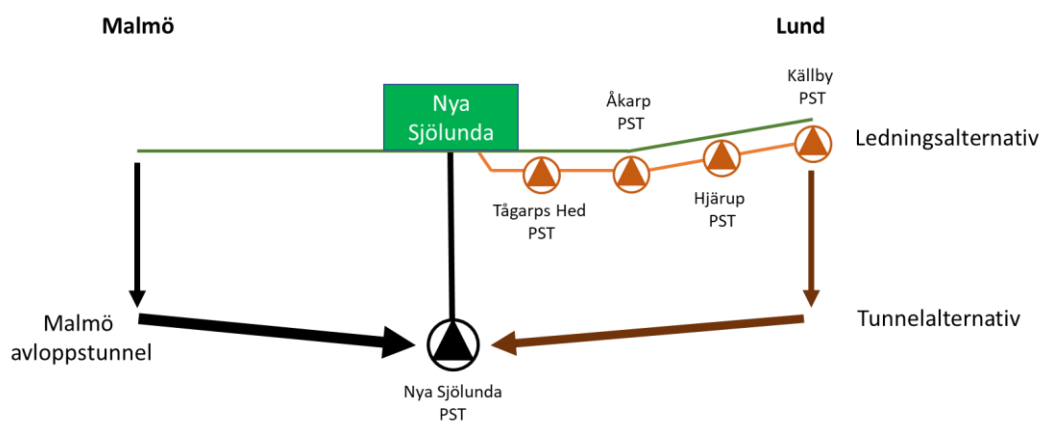 Malmö
Lund
Källby
PST
Nya
Sjölunda
Åkarp
PST
Ledningsalternativ
Tågarps Hed
PST
Hjärup
PST
Malmö
avloppstunnel
Tunnelalternativ
Nya Sjölunda
PST